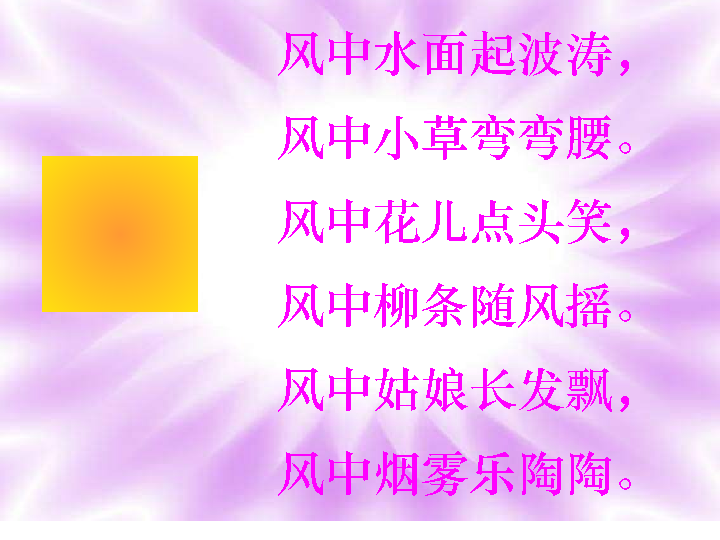 风中水面起波涛，
风中小草弯弯腰。
风中花儿点头笑，
风中柳条随风摇。
风中姑娘长发飘，
风中烟雾乐陶陶。